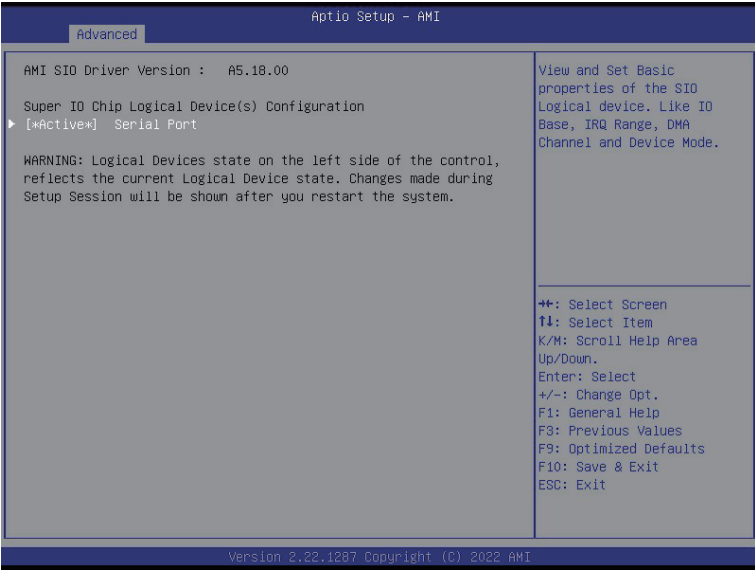 Aptio Setup – AMI
Advanced
AMI SIO Driver Version :   A5.18.00
Super IO Chip Logical Device(s) Configuration
[*Active*]  Serial Port
WARNING: Logical Devices state on the left side of the control,
reflects the current Logical Device state. Changes made during
Setup Session will be shown after you restart the system.
View and Set Basic
properties of the SIO
Logical device. Like IO
Base, IRQ Range, DMA
Channel and Device Mode.
→←: Select Screen
↑↓: Select Item
K/M: Scroll Help Area
Up/Down.
Enter: Select
+/-: Change Opt.
F1: General Help
F3: Previous Values
F9: Optimized Defaults
F10: Save & Exit
ESC: Exit
Version 2.22.1287 Copyright (C) 2022 AMI